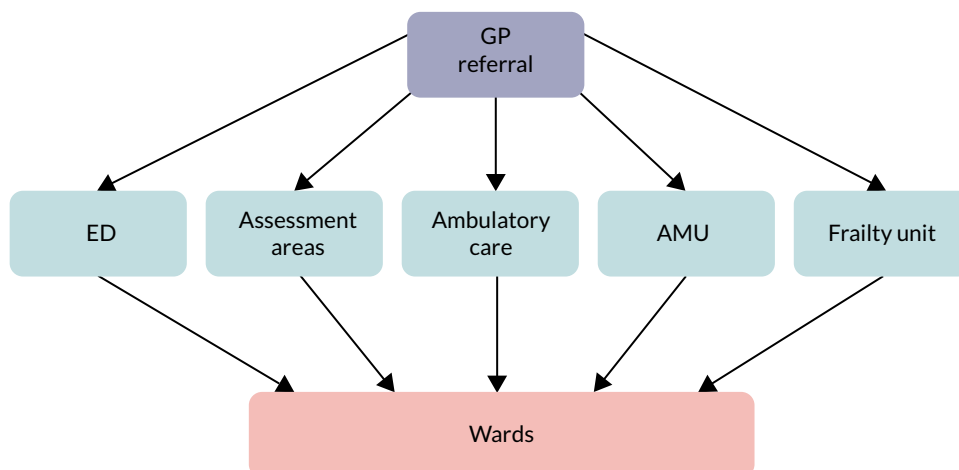 GP
referral
ED
Assessment
areas
Ambulatory
care
AMU
Frailty unit
Wards